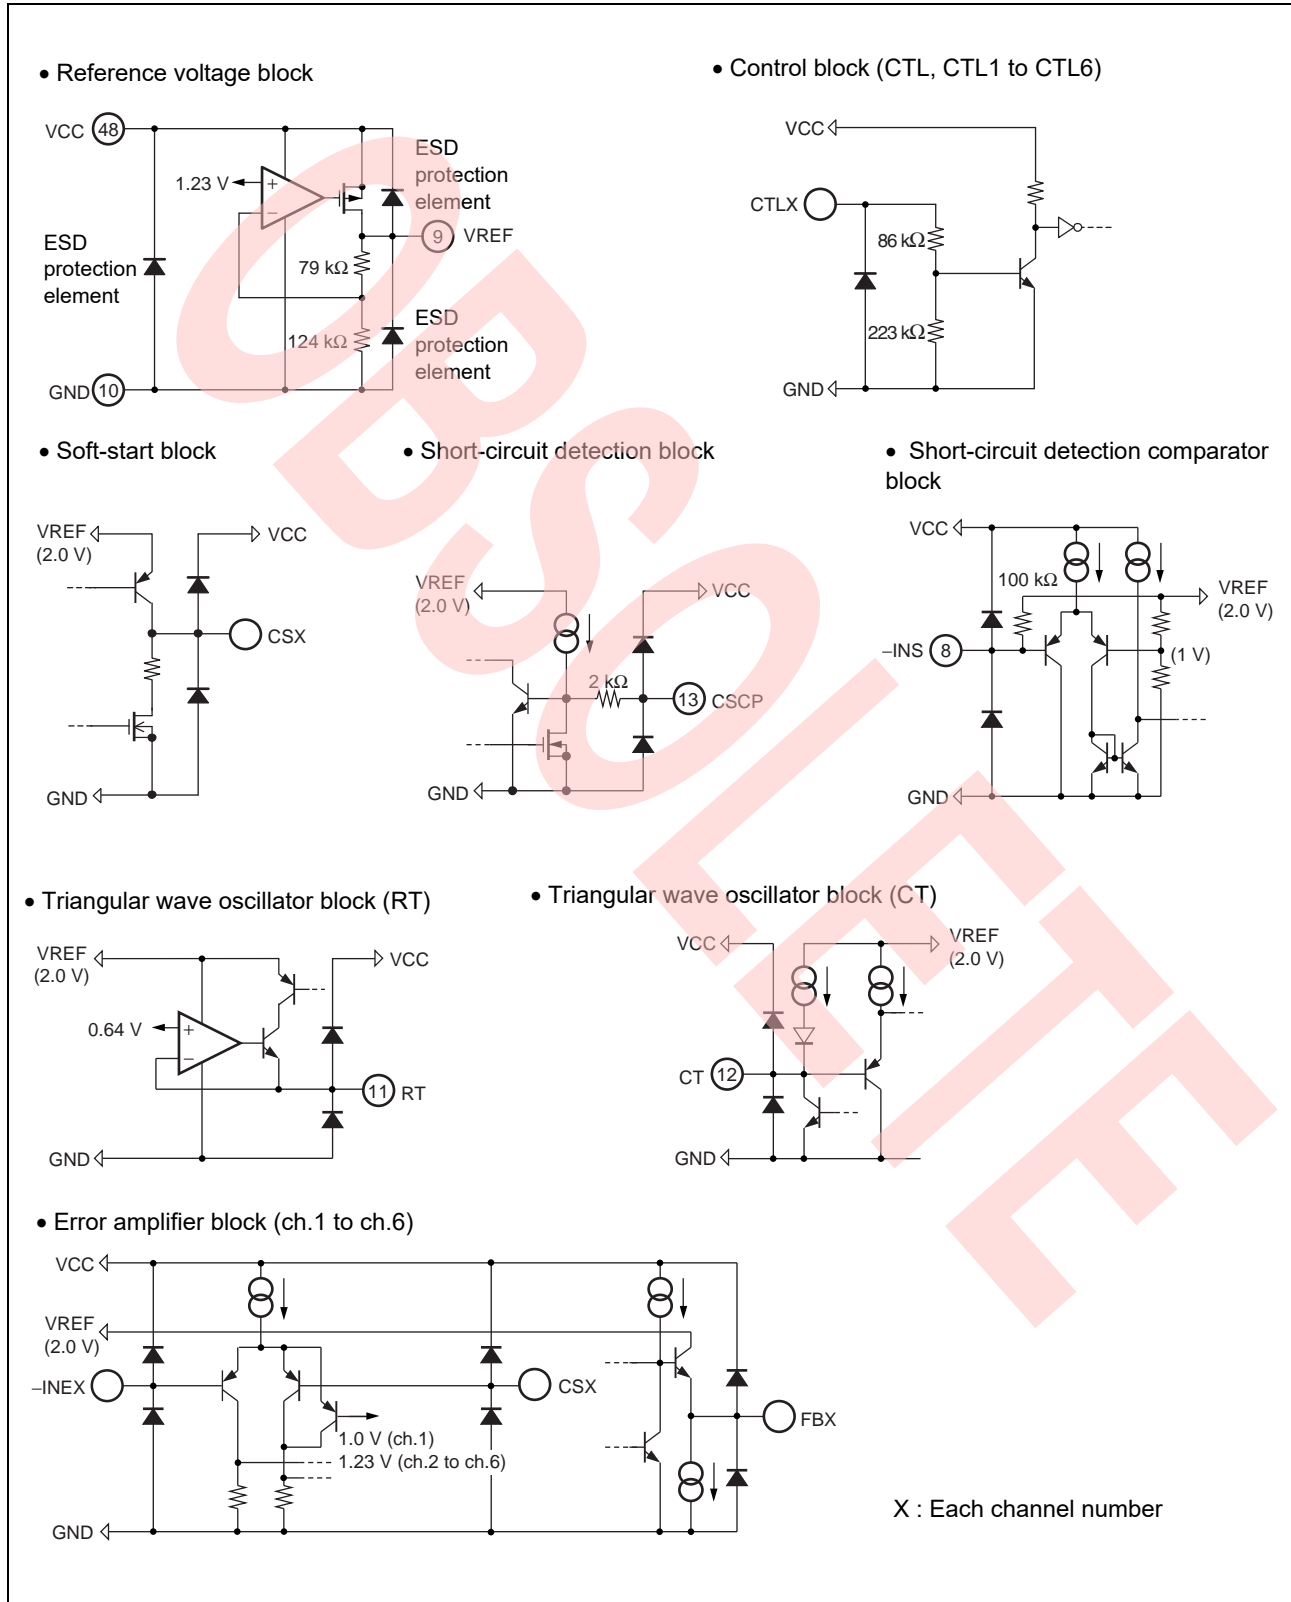 • Reference voltage block
VCC 48
1.23 V
+
−
ESD
protection
element
ESD
protection
element
9 VREF
79 kΩ
124 kΩ
ESD
protection
element
GND 10
• Control block (CTL, CTL1 to CTL6)
VCC
CTLX
86 kΩ
223 kΩ
GND
• Soft-start block
VREF
(2.0 V)
VCC
CSX
GND
• Short-circuit detection block
VREF
(2.0 V)
VCC
2 kΩ
13 CSCP
GND
• Short-circuit detection comparator
block
VCC
100 kΩ
VREF
(2.0 V)
–INS 8
(1 V)
GND
• Triangular wave oscillator block (RT)
VREF
(2.0 V)
VCC
0.64 V
+
−
11 RT
GND
• Triangular wave oscillator block (CT)
VCC
VREF
(2.0 V)
CT 12
GND
• Error amplifier block (ch.1 to ch.6)
VCC
VREF
(2.0 V)
–INEX
CSX
FBX
1.0 V (ch.1)
1.23 V (ch.2 to ch.6)
GND
X : Each channel number
OBSOLETE